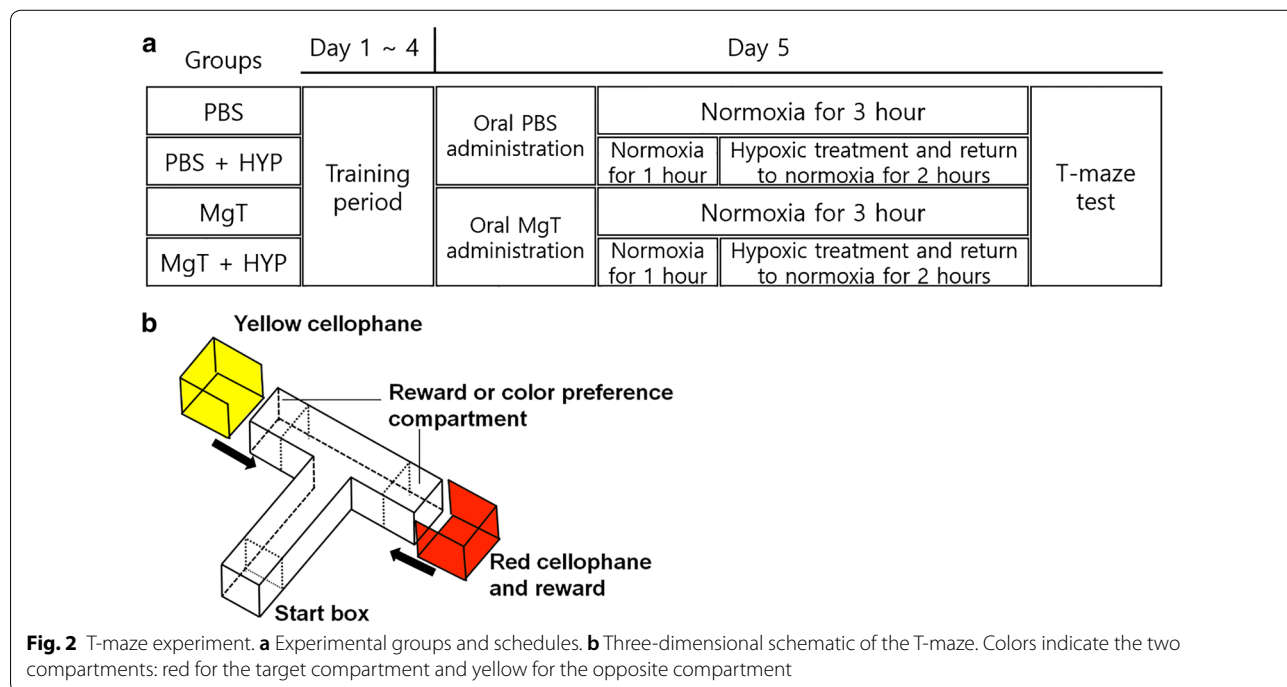 a
Groups
Day 1 ~ 4
Day 5
PBS
PBS + HYP
MgT
MgT + HYP
Training
period
Oral PBS
administration
Oral MgT
administration
Normoxia for 3 hour
Normoxia
for 1 hour
Hypoxic treatment and return
to normoxia for 2 hours
Normoxia for 3 hour
Normoxia
for 1 hour
Hypoxic treatment and return
to normoxia for 2 hours
T-maze
test
b
Yellow cellophane
Reward or color preference
compartment
Red cellophane
and reward
Start box
Fig. 2 T-maze experiment. a Experimental groups and schedules. b Three-dimensional schematic of the T-maze. Colors indicate the two
compartments: red for the target compartment and yellow for the opposite compartment